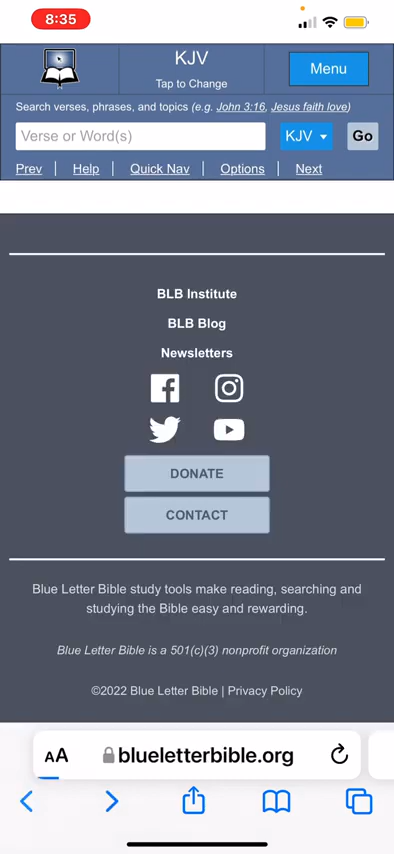 8:35
KJV
Tap to Change
Menu
Search verses, phrases, and topics (e.g. John 3:16, Jesus faith love)
Verse or Word(s)
KJV
Go
Prev | Help | Quick Nav | Options | Next
BLB Institute
BLB Blog
Newsletters
DONATE
CONTACT
Blue Letter Bible study tools make reading, searching and
studying the Bible easy and rewarding.
Blue Letter Bible is a 501(c)(3) nonprofit organization
©2022 Blue Letter Bible | Privacy Policy
AA
blueletterbible.org